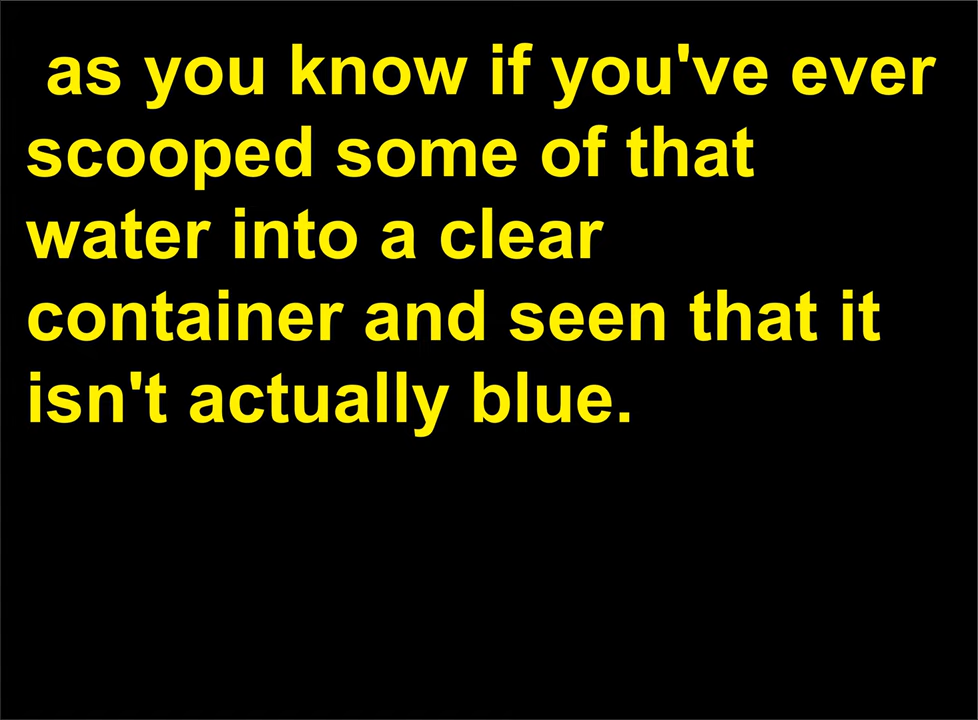 as you know if you've ever
scooped some of that
water into a clear
container and seen that it
isn't actually blue.